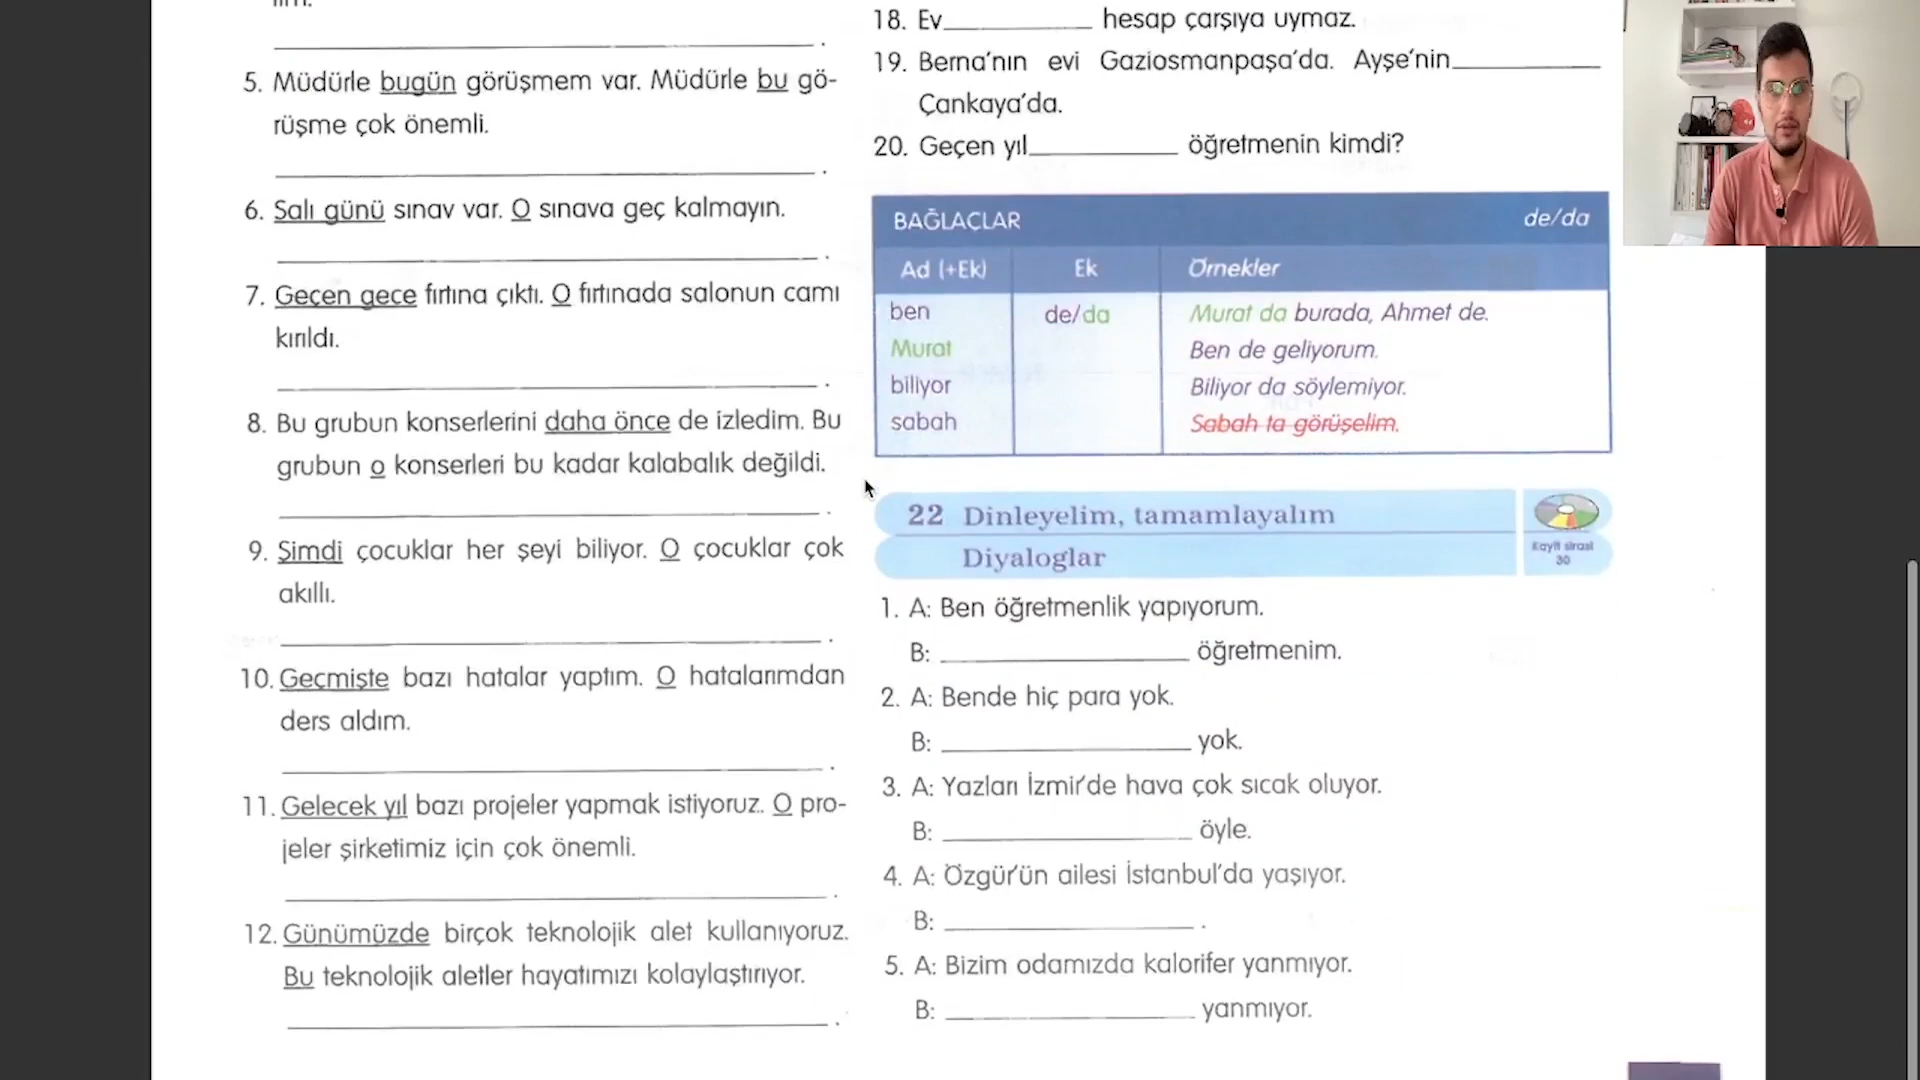 5. Müdürle bugün görüşmem var. Müdürle bu gö-
rüşme çok önemli.
6. Salı günü sınav var. O sınava geç kalmayın.
7. Geçen gece fırtına çıktı. O fırtınada salonun camı
kırıldı.
8. Bu grubun konserlerini daha önce de izledim. Bu
grubun o konserleri bu kadar kalabalık değildi.
9. Şimdi çocuklar her şeyi biliyor. O çocuklar çok
akıllı.
10. Geçmişte bazı hatalar yaptım. O hatalarımdan
ders aldım.
11. Gelecek yıl bazı projeler yapmak istiyoruz. O pro-
jeler şirketimiz için çok önemli.
12. Günümüzde birçok teknolojik alet kullanıyoruz.
Bu teknolojik aletler hayatımızı kolaylaştırıyor.
18. Ev__________ hesap çarşıya uymaz.
19. Berna'nın evi Gaziosmanpaşa'da. Ayşe'nin__________
Çankaya'da.
20. Geçen yıl__________ öğretmenin kimdi?
BAĞLAÇLAR de/da
Ad (+Ek) Ek Örnekler
ben de/da Murat da burada, Ahmet de.
Murat Ben de geliyorum.
biliyor Biliyor da söylemiyor.
sabah Sabah ta görüşelim.
22 Dinleyelim, tamamlayalım
Diyaloglar
Kayıt sırası
30
1. A: Ben öğretmenlik yapıyorum.
B: __________ öğretmenim.
2. A: Bende hiç para yok.
B: __________ yok.
3. A: Yazları İzmir'de hava çok sıcak oluyor.
B: __________ öyle.
4. A: Özgür'ün ailesi İstanbul'da yaşıyor.
B: __________ .
5. A: Bizim odamızda kalorifer yanmıyor.
B: __________ yanmıyor.